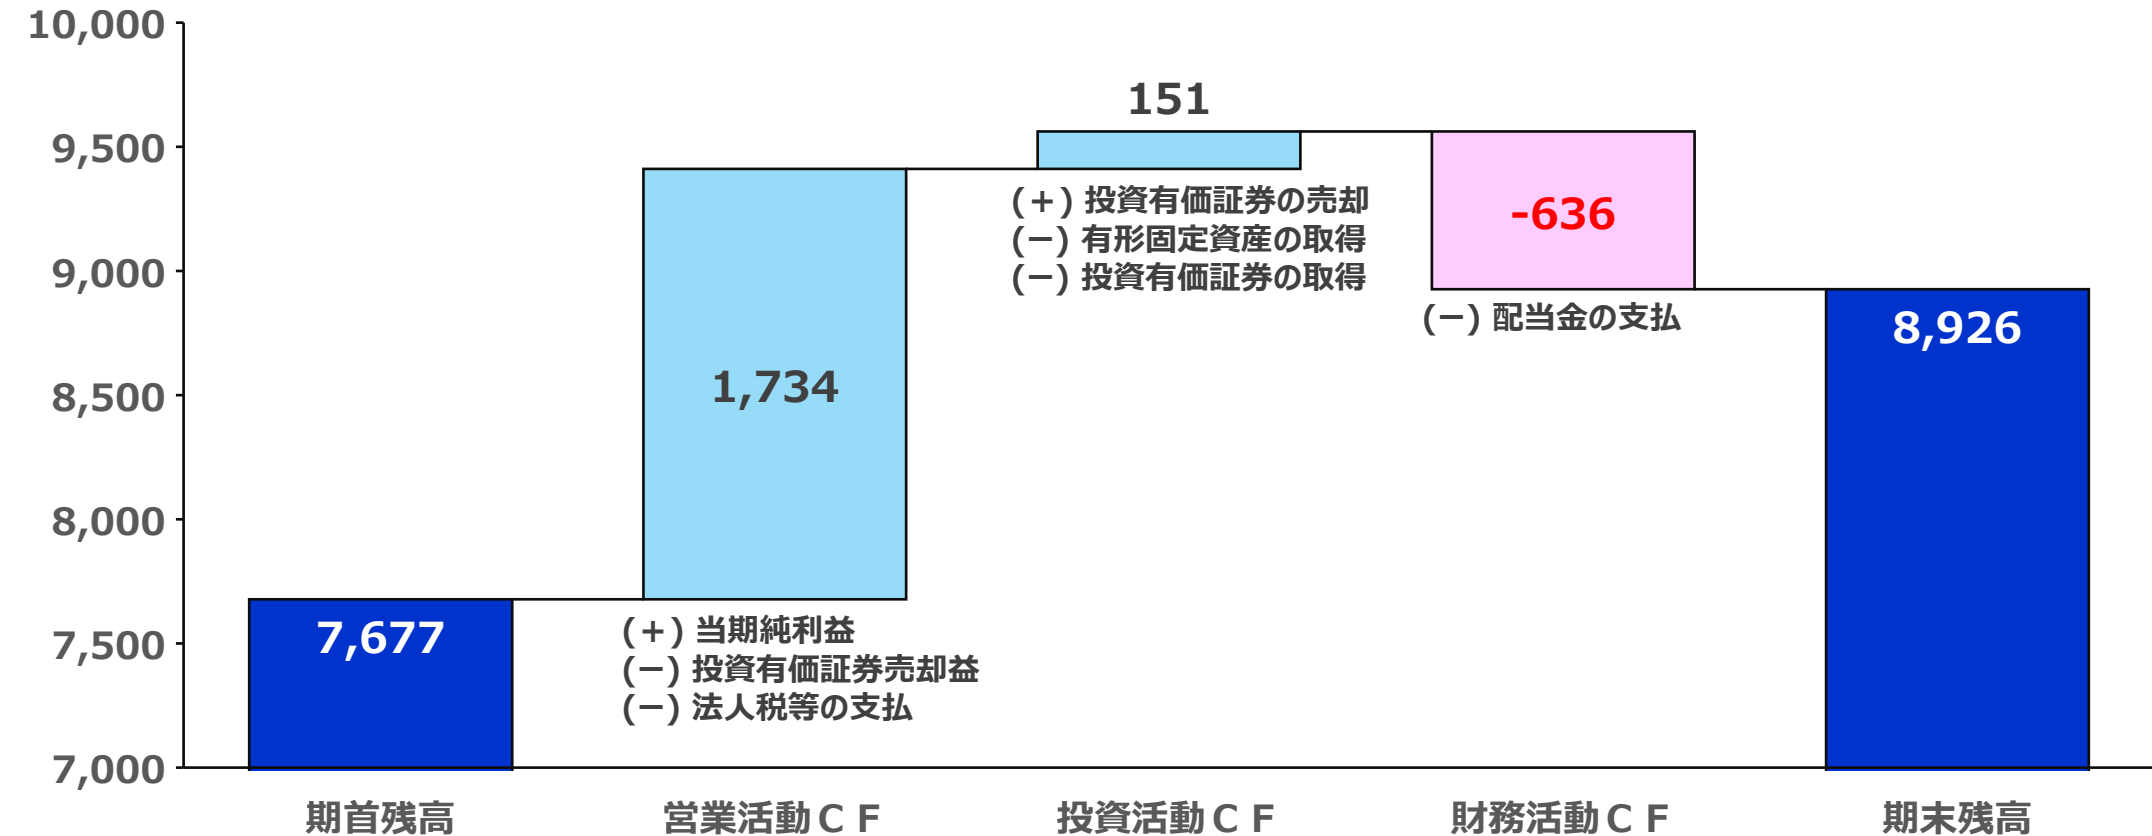 10,000
9,500
9,000
8,500
8,000
7,500
7,000
7,677
1,734
(+) 当期純利益
(-) 投資有価証券売却益
(-) 法人税等の支払
151
(+) 投資有価証券の売却
(-) 有形固定資産の取得
(-) 投資有価証券の取得
-636
(-) 配当金の支払
8,926
期首残高
営業活動CF
投資活動CF
財務活動CF
期末残高